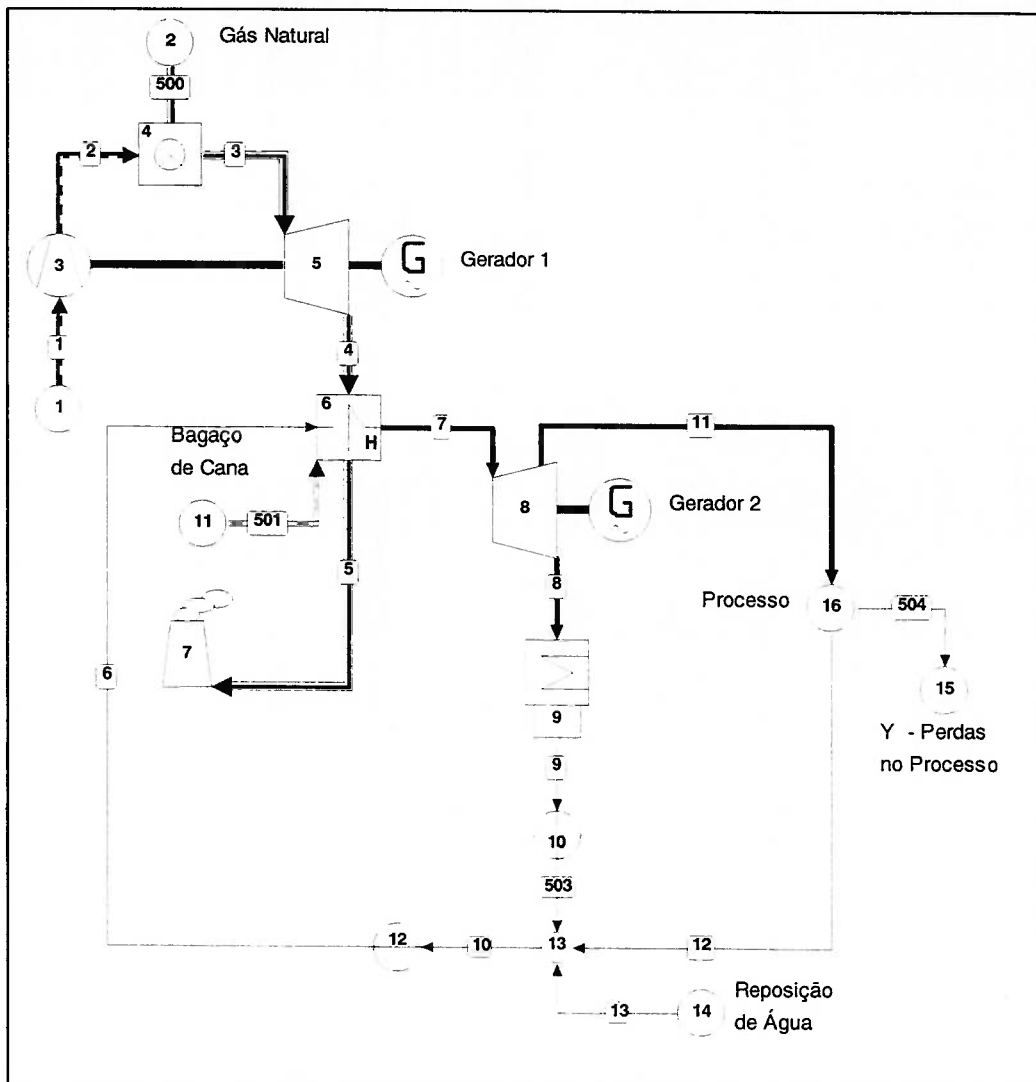 2 Gás Natural
500
4
2
3
3
5
G Gerador 1
1
4
1
6
H
7
11
Bagaço
de Cana
8
G Gerador 2
11
501
5
8
Processo
16
504
7
6
15
9
Y - Perdas
no Processo
9
10
503
12
10
13
12
13
14
Reposição
de Água